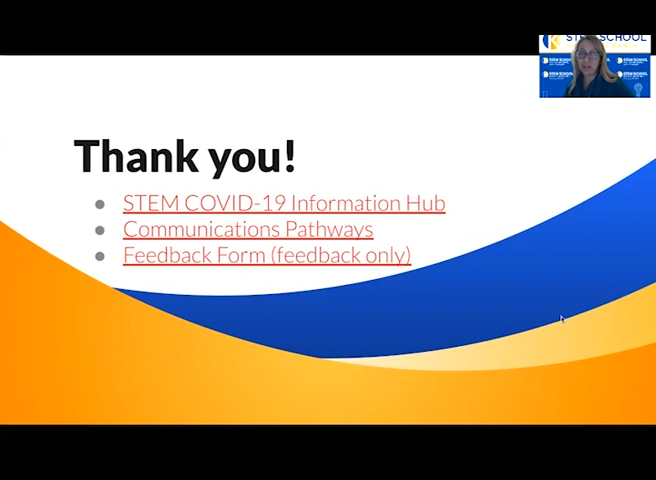 STEM SCHOOL
Thank you!
STEM COVID-19 Information Hub
Communications Pathways
Feedback Form (feedback only)